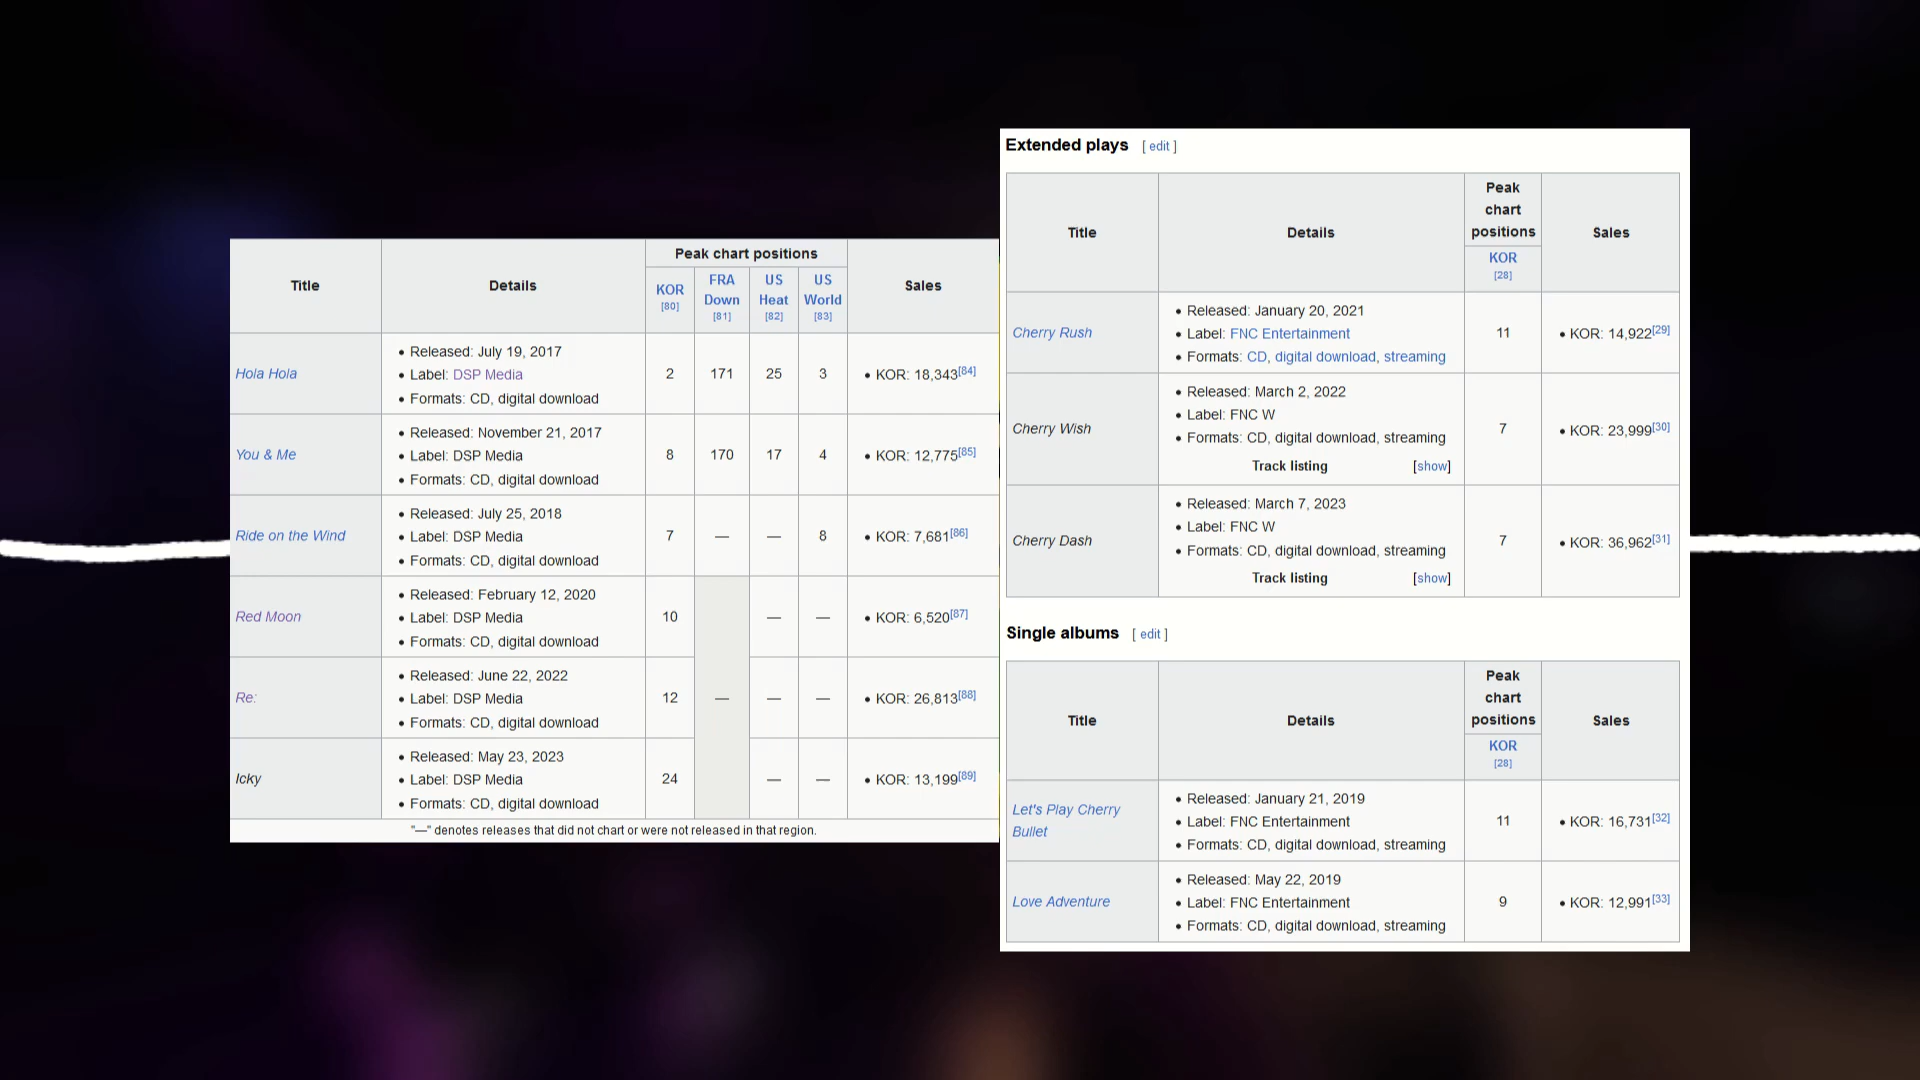 Title
Details
Peak chart positions
Sales
KOR
[80]
FRA
Down
[81]
US
Heat
[82]
US
World
[83]
Hola Hola
• Released: July 19, 2017
• Label: DSP Media
• Formats: CD, digital download
2
171
25
3
• KOR: 18,343[84]
You & Me
• Released: November 21, 2017
• Label: DSP Media
• Formats: CD, digital download
8
170
17
4
• KOR: 12,775[85]
Ride on the Wind
• Released: July 25, 2018
• Label: DSP Media
• Formats: CD, digital download
7
—
—
8
• KOR: 7,681[86]
Red Moon
• Released: February 12, 2020
• Label: DSP Media
• Formats: CD, digital download
10
—
—
• KOR: 6,520[87]
Re:
• Released: June 22, 2022
• Label: DSP Media
• Formats: CD, digital download
12
—
—
—
• KOR: 26,813[88]
Icky
• Released: May 23, 2023
• Label: DSP Media
• Formats: CD, digital download
24
—
—
• KOR: 13,199[89]
"—" denotes releases that did not chart or were not released in that region.
Extended plays [ edit ]
Title
Details
Peak
chart
positions
KOR
[28]
Sales
Cherry Rush
• Released: January 20, 2021
• Label: FNC Entertainment
• Formats: CD, digital download, streaming
11
• KOR: 14,922[29]
Cherry Wish
• Released: March 2, 2022
• Label: FNC W
• Formats: CD, digital download, streaming
Track listing [show]
7
• KOR: 23,999[30]
Cherry Dash
• Released: March 7, 2023
• Label: FNC W
• Formats: CD, digital download, streaming
Track listing [show]
7
• KOR: 36,962[31]
Single albums [ edit ]
Title
Details
Peak
chart
positions
KOR
[28]
Sales
Let's Play Cherry
Bullet
• Released: January 21, 2019
• Label: FNC Entertainment
• Formats: CD, digital download, streaming
11
• KOR: 16,731[32]
Love Adventure
• Released: May 22, 2019
• Label: FNC Entertainment
• Formats: CD, digital download, streaming
9
• KOR: 12,991[33]